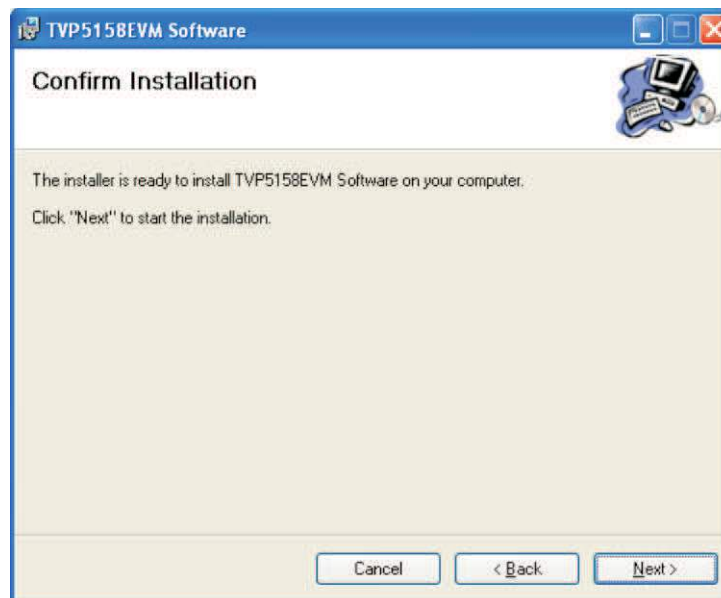 TVP5158EVM Software
Confirm Installation
The installer is ready to install TVP5158EVM Software on your computer.
Click "Next" to start the installation.
Cancel
< Back
Next >